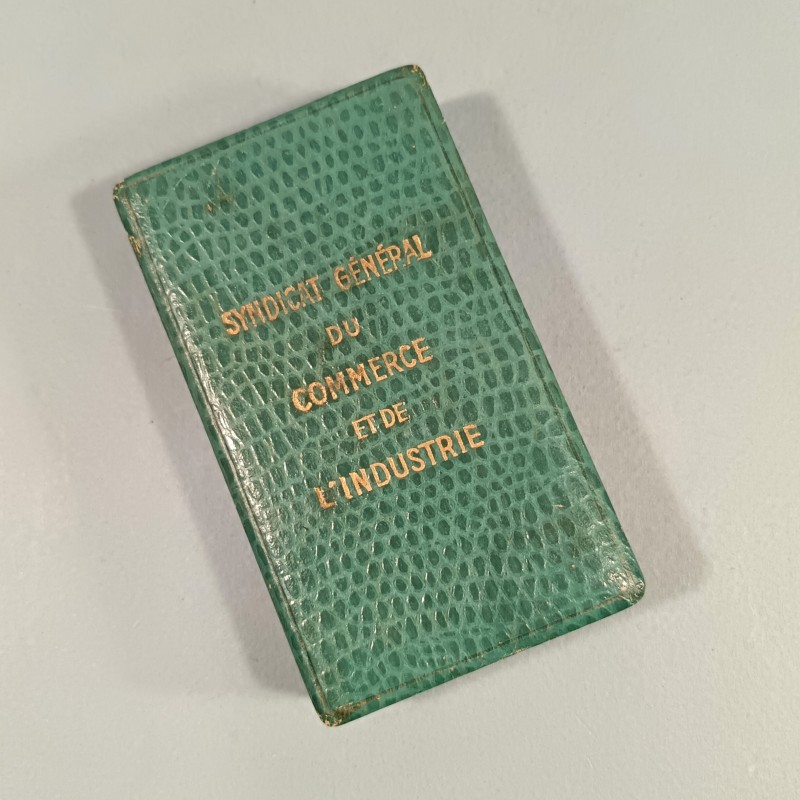 SYNDICAT GÉNÉRAL
DU
COMMERCE
ET DE
L'INDUSTRIE